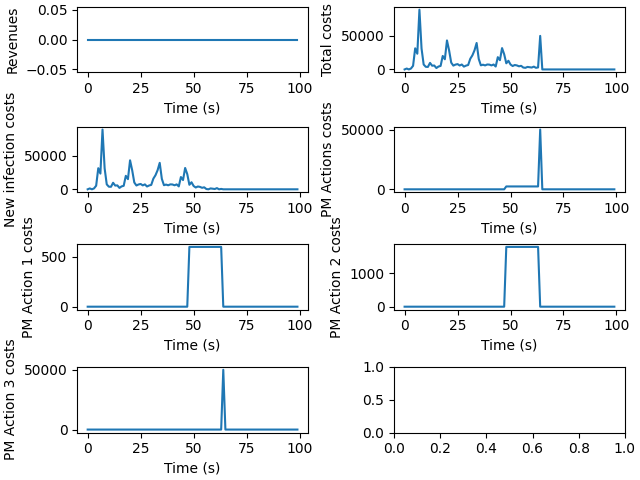 Revenues
0.05
0.00
−0.05
0 25 50 75 100
Time (s)
Total costs
50000
0
0 25 50 75 100
Time (s)
New infection costs
50000
0
0 25 50 75 100
Time (s)
PM Actions costs
50000
0
0 25 50 75 100
Time (s)
PM Action 1 costs
500
0
0 25 50 75 100
Time (s)
PM Action 2 costs
1000
0
0 25 50 75 100
Time (s)
PM Action 3 costs
50000
0
0 25 50 75 100
Time (s)
1.0
0.5
0.0
0.0 0.2 0.4 0.6 0.8 1.0